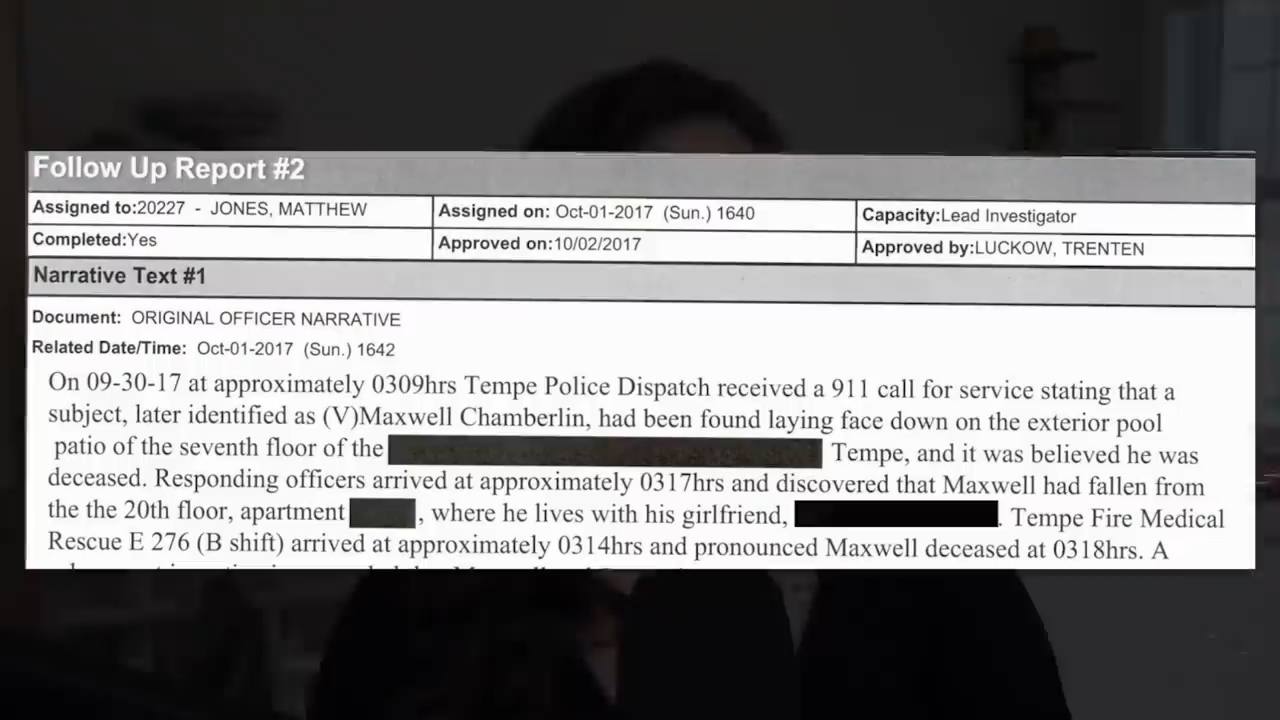 Follow Up Report #2
Assigned to:20227 - JONES, MATTHEW Assigned on: Oct-01-2017 (Sun.) 1640 Capacity:Lead Investigator
Completed:Yes Approved on:10/02/2017 Approved by:LUCKOW, TRENTEN
Narrative Text #1
Document: ORIGINAL OFFICER NARRATIVE
Related Date/Time: Oct-01-2017 (Sun.) 1642
On 09-30-17 at approximately 0309hrs Tempe Police Dispatch received a 911 call for service stating that a
subject, later identified as (V)Maxwell Chamberlin, had been found laying face down on the exterior pool
patio of the seventh floor of the Tempe, and it was believed he was
deceased. Responding officers arrived at approximately 0317hrs and discovered that Maxwell had fallen from
the the 20th floor, apartment , where he lives with his girlfriend, . Tempe Fire Medical
Rescue E 276 (B shift) arrived at approximately 0314hrs and pronounced Maxwell deceased at 0318hrs. A